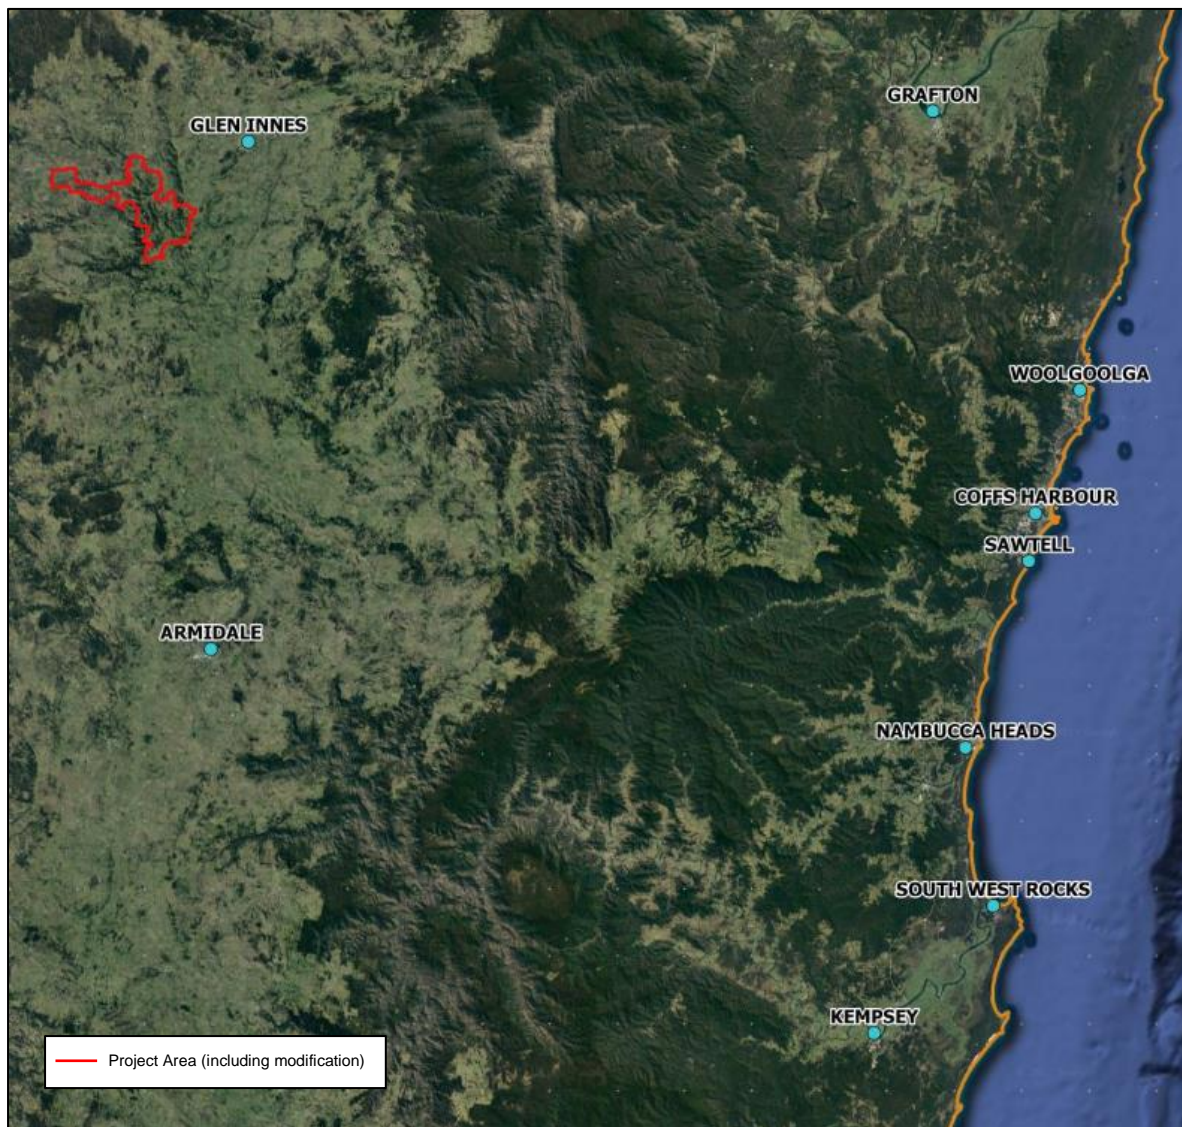 GRAFTON
GLEN INNES
WOOLGOOLGA
COFFS HARBOUR
SAWTELL
ARMIDALE
NAMBUCCA HEADS
SOUTH WEST ROCKS
KEMPSEY
Project Area (including modification)